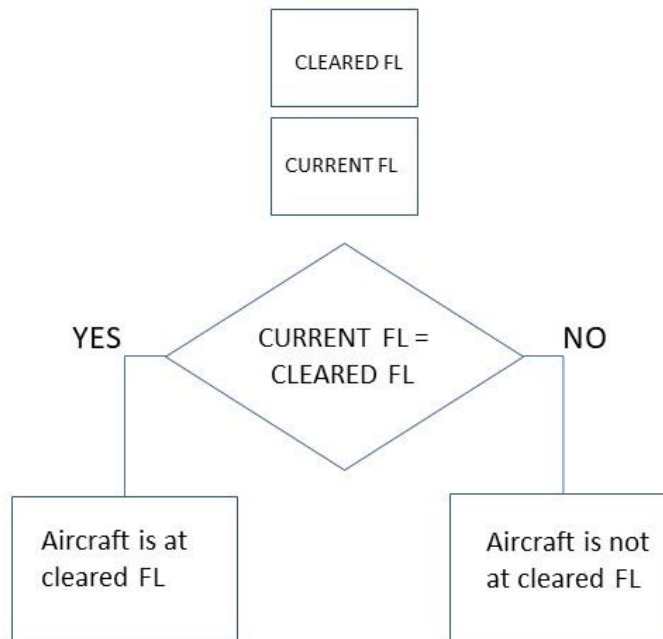 CLEARED FL
CURRENT FL
YES
CURRENT FL =
CLEARED FL
NO
Aircraft is at
cleared FL
Aircraft is not
at cleared FL